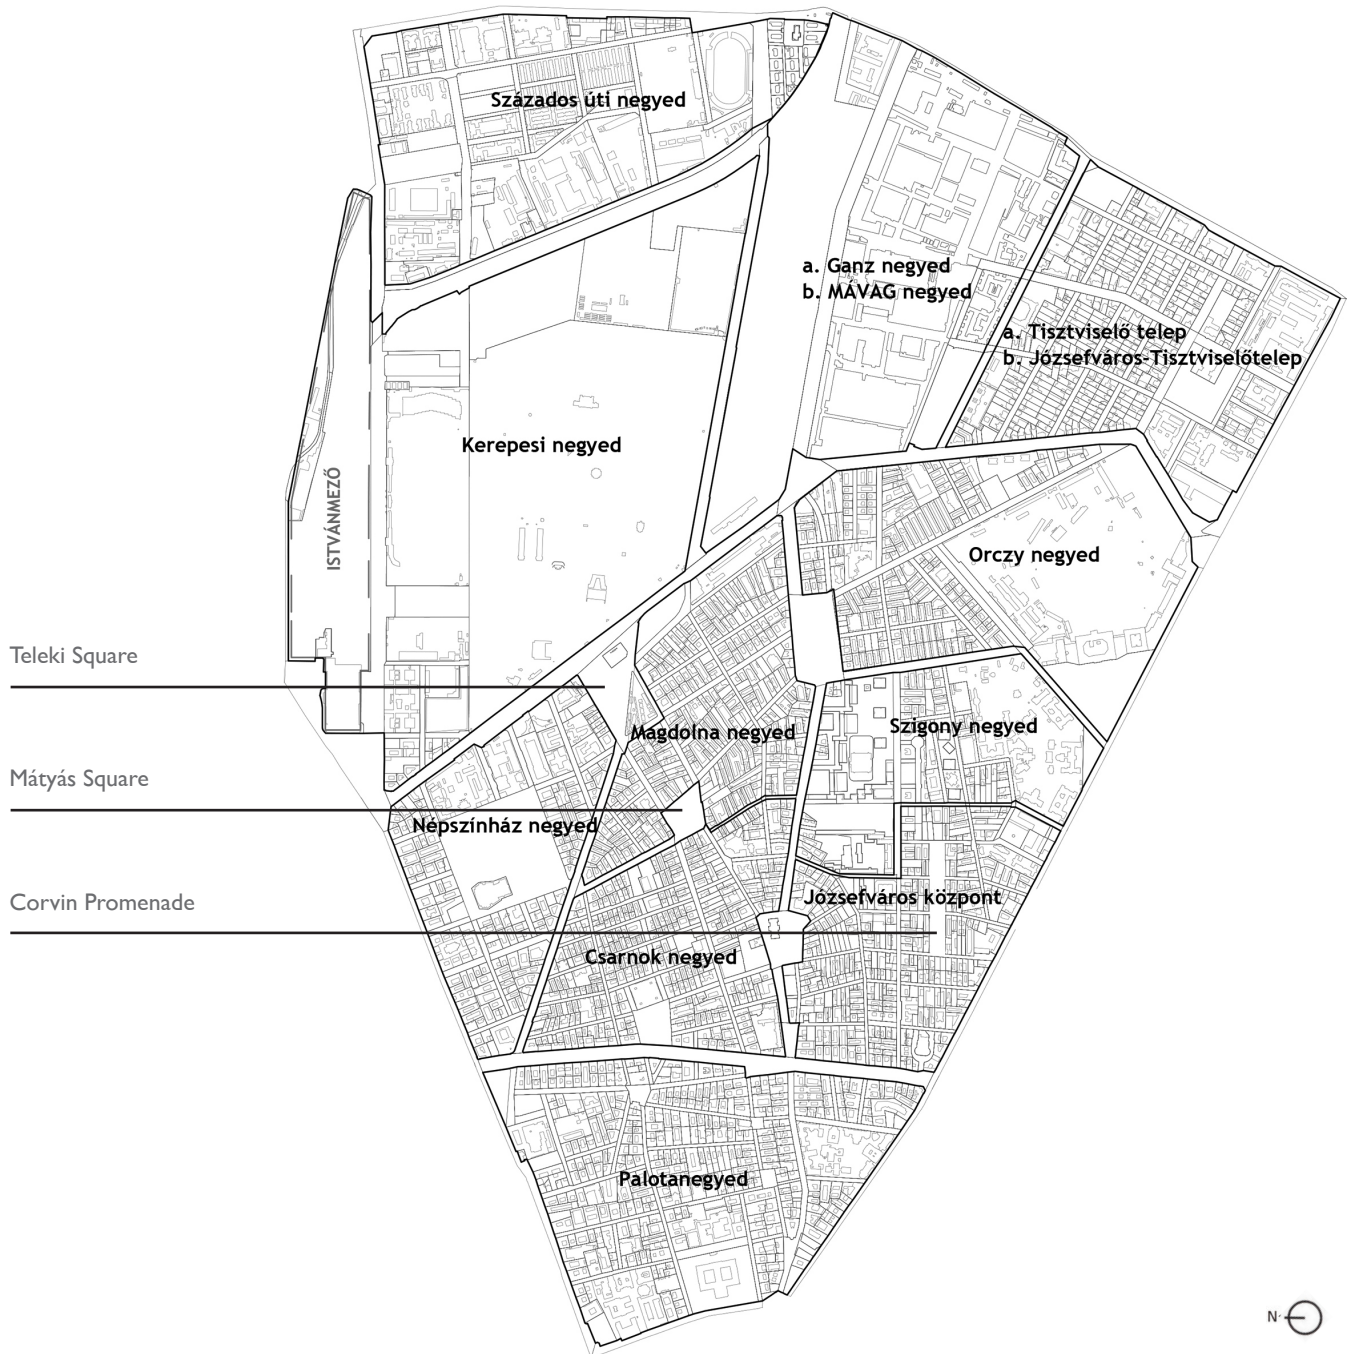 Százados úti negyed
a. Ganz negyed
b. MAVAG negyed
a. Tisztviselő telep
b. Józsefváros-Tisztviselőtelep
Kerepesi negyed
ISTVÁNMEZŐ
Orczy negyed
Teleki Square
Magdolna negyed
Szigony negyed
Mátyás Square
Népszínház negyed
Corvin Promenade
Józsefváros központ
Csarnok negyed
Palotanegyed
N